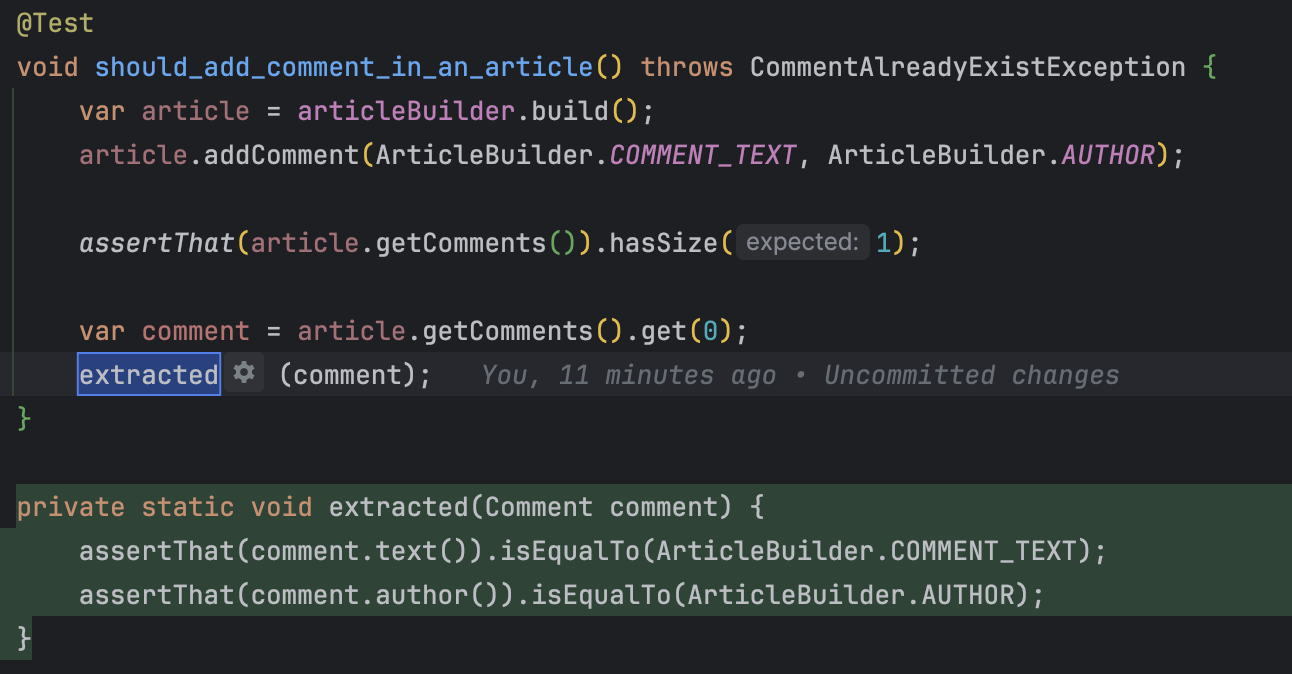 @Test
void should_add_comment_in_an_article() throws CommentAlreadyExistException {
    var article = articleBuilder.build();
    article.addComment(ArticleBuilder.COMMENT_TEXT, ArticleBuilder.AUTHOR);
    assertThat(article.getComments()).hasSize( expected: 1);
    var comment = article.getComments().get(0);
    extracted (comment);   You, 11 minutes ago • Uncommitted changes
}
private static void extracted(Comment comment) {
    assertThat(comment.text()).isEqualTo(ArticleBuilder.COMMENT_TEXT);
    assertThat(comment.author()).isEqualTo(ArticleBuilder.AUTHOR);
}